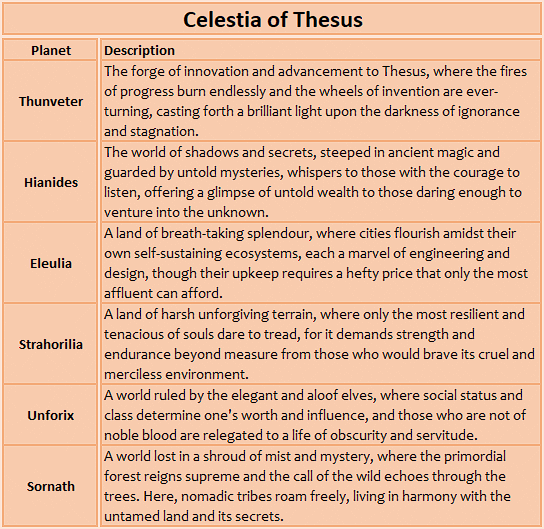 Celestia of Thesus
Planet Description
Thunveter
The forge of innovation and advancement to Thesus, where the fires
of progress burn endlessly and the wheels of invention are ever-
turning, casting forth a brilliant light upon the darkness of ignorance
and stagnation.
Hianides
The world of shadows and secrets, steeped in ancient magic and
guarded by untold mysteries, whispers to those with the courage to
listen, offering a glimpse of untold wealth to those daring enough to
venture into the unknown.
Eleulia
A land of breath-taking splendour, where cities flourish amidst their
own self-sustaining ecosystems, each a marvel of engineering and
design, though their upkeep requires a hefty price that only the most
affluent can afford.
Strahorilia
A land of harsh unforgiving terrain, where only the most resilient and
tenacious of souls dare to tread, for it demands strength and
endurance beyond measure from those who would brave its cruel and
merciless environment.
Unforix
A world ruled by the elegant and aloof elves, where social status and
class determine one's worth and influence, and those who are not of
noble blood are relegated to a life of obscurity and servitude.
Sornath
A world lost in a shroud of mist and mystery, where the primordial
forest reigns supreme and the call of the wild echoes through the
trees. Here, nomadic tribes roam freely, living in harmony with the
untamed land and its secrets.